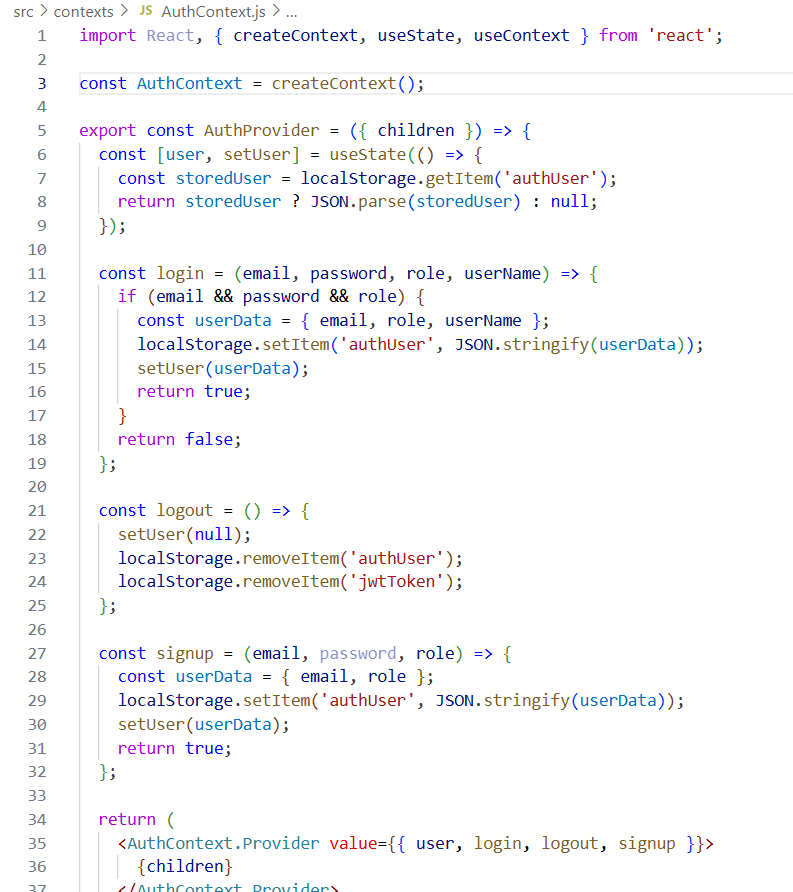 src > contexts > JS AuthContext.js > ...
1 import React, { createContext, useState, useContext } from 'react';
2
3 const AuthContext = createContext();
4
5 export const AuthProvider = ({ children }) => {
6   const [user, setUser] = useState(() => {
7     const storedUser = localStorage.getItem('authUser');
8     return storedUser ? JSON.parse(storedUser) : null;
9   });
10
11   const login = (email, password, role, userName) => {
12     if (email && password && role) {
13       const userData = { email, role, userName };
14       localStorage.setItem('authUser', JSON.stringify(userData));
15       setUser(userData);
16       return true;
17     }
18     return false;
19   };
20
21   const logout = () => {
22     setUser(null);
23     localStorage.removeItem('authUser');
24     localStorage.removeItem('jwtToken');
25   };
26
27   const signup = (email, password, role) => {
28     const userData = { email, role };
29     localStorage.setItem('authUser', JSON.stringify(userData));
30     setUser(userData);
31     return true;
32   };
33
34   return (
35     <AuthContext.Provider value={{ user, login, logout, signup }}>
36       {children}
37     </AuthContext.Provider>